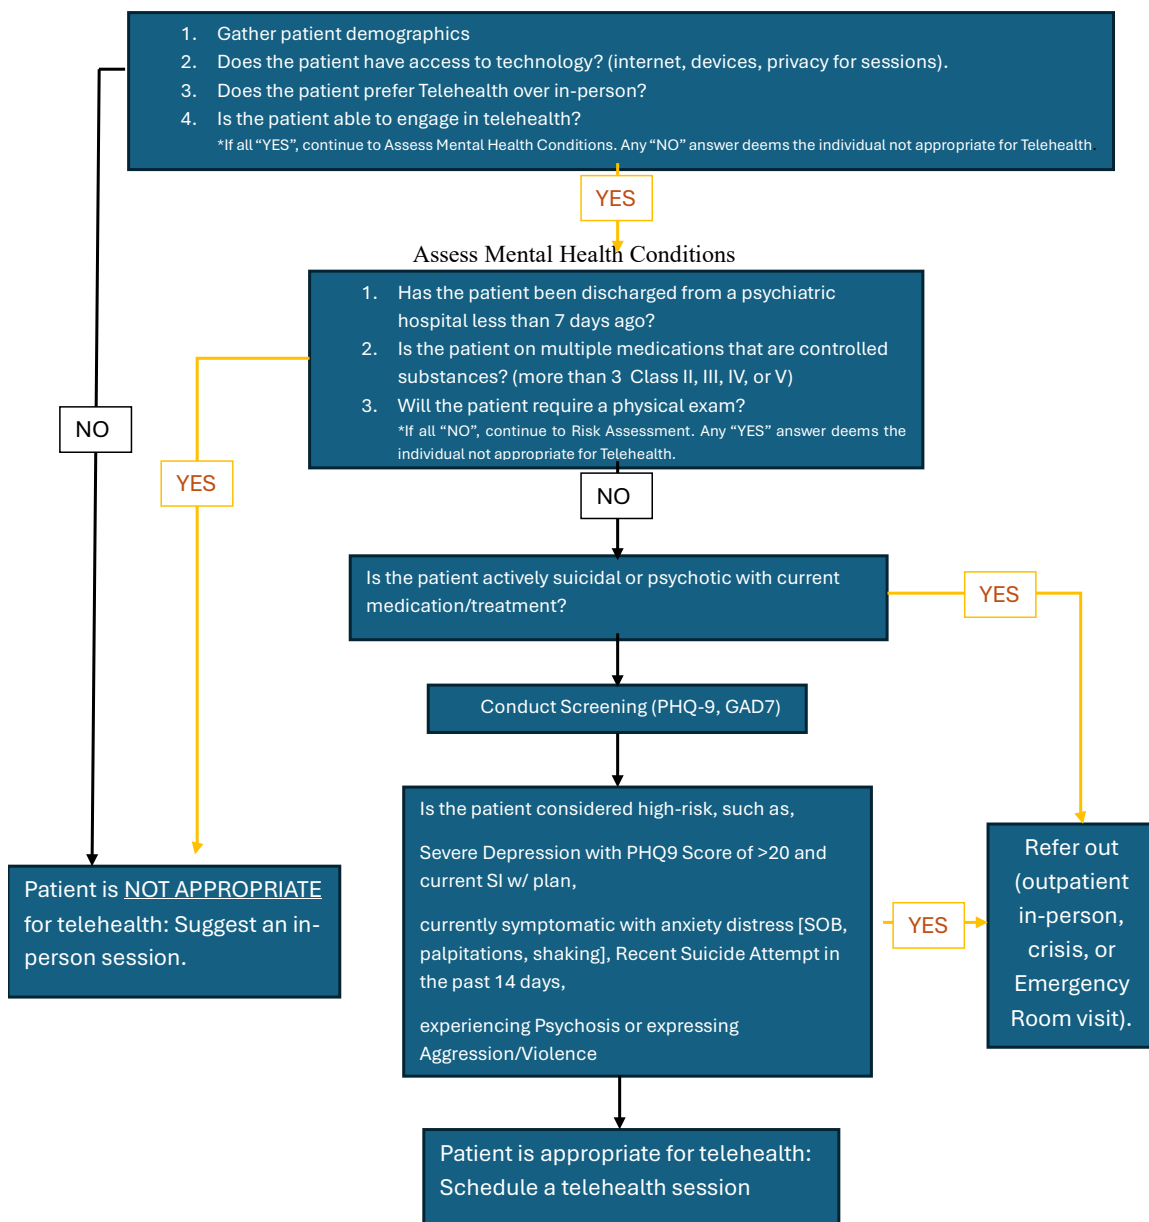 1. Gather patient demographics
2. Does the patient have access to technology? (internet, devices, privacy for sessions).
3. Does the patient prefer Telehealth over in-person?
4. Is the patient able to engage in telehealth?
*If all “YES”, continue to Assess Mental Health Conditions. Any “NO” answer deems the individual not appropriate for Telehealth.
YES
Assess Mental Health Conditions
1. Has the patient been discharged from a psychiatric
hospital less than 7 days ago?
2. Is the patient on multiple medications that are controlled
substances? (more than 3 Class II, III, IV, or V)
3. Will the patient require a physical exam?
*If all “NO”, continue to Risk Assessment. Any “YES” answer deems the
individual not appropriate for Telehealth.
NO
YES
NO
Is the patient actively suicidal or psychotic with current
medication/treatment?
YES
Conduct Screening (PHQ-9, GAD7)
Is the patient considered high-risk, such as,
Severe Depression with PHQ9 Score of >20 and
current SI w/ plan,
currently symptomatic with anxiety distress [SOB,
palpitations, shaking], Recent Suicide Attempt in
the past 14 days,
experiencing Psychosis or expressing
Aggression/Violence
YES
Refer out
(outpatient
in-person,
crisis, or
Emergency
Room visit).
Patient is NOT APPROPRIATE
for telehealth: Suggest an in-
person session.
Patient is appropriate for telehealth:
Schedule a telehealth session